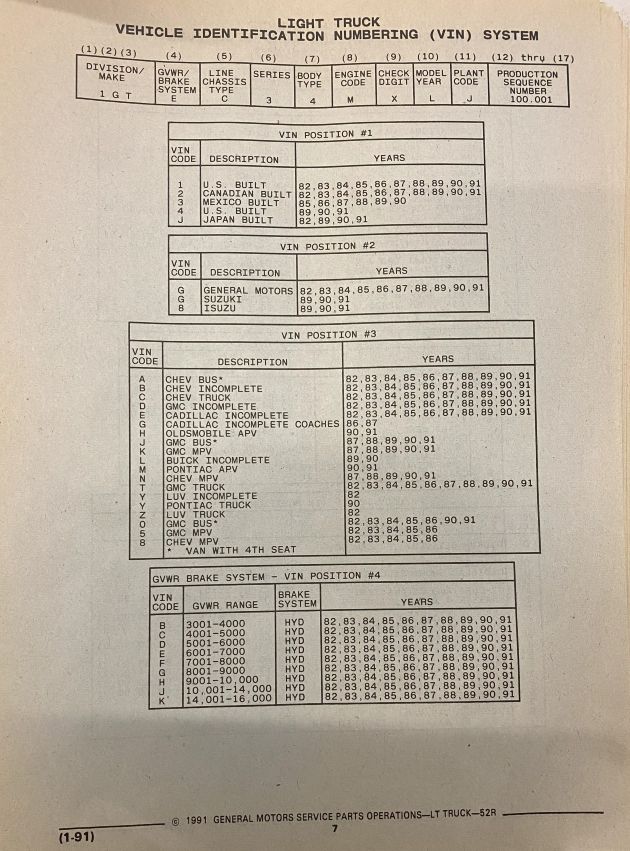 LIGHT TRUCK
VEHICLE IDENTIFICATION NUMBERING (VIN) SYSTEM
(1) (2) (3) (4) (5) (6) (7) (8) (9) (10) (11) (12) thru (17)
DIVISION/ MAKE GVWR/ BRAKE SYSTEM LINE CHASSIS TYPE SERIES BODY TYPE ENGINE CODE CHECK DIGIT MODEL YEAR PLANT CODE PRODUCTION SEQUENCE NUMBER
1 G T E C 3 4 M X L J 100.001
VIN POSITION #1
VIN CODE DESCRIPTION YEARS
1 U.S. BUILT 82,83,84,85,86,87,88,89,90,91
2 CANADIAN BUILT 82,83,84,85,86,87,88,89,90,91
3 MEXICO BUILT 85,86,87,88,89,90
4 U.S. BUILT 89,90,91
J JAPAN BUILT 82,89,90,91
VIN POSITION #2
VIN CODE DESCRIPTION YEARS
G GENERAL MOTORS 82,83,84,85,86,87,88,89,90,91
G SUZUKI 89,90,91
8 ISUZU 89,90,91
VIN POSITION #3
VIN CODE DESCRIPTION YEARS
A CHEV BUS* 82,83,84,85,86,87,88,89,90,91
B CHEV INCOMPLETE 82,83,84,85,86,87,88,89,90,91
C CHEV TRUCK 82,83,84,85,86,87,88,89,90,91
D GMC INCOMPLETE 82,83,84,85,86,87,88,89,90,91
E CADILLAC INCOMPLETE 82,83,84,85,86,87,88,89,90,91
G CADILLAC INCOMPLETE COACHES 86,87
H OLDSMOBILE APV 90,91
J GMC BUS* 87,88,89,90,91
K GMC MPV 87,88,89,90,91
L BUICK INCOMPLETE 89,90
M PONTIAC APV 90,91
N CHEV MPV 87,88,89,90,91
T GMC TRUCK 82,83,84,85,86,87,88,89,90,91
Y LUV INCOMPLETE 82
Y PONTIAC TRUCK 90
Z LUV TRUCK 82
0 GMC BUS* 82,83,84,85,86,90,91
5 GMC MPV 82,83,84,85,86
8 CHEV MPV 82,83,84,85,86
* VAN WITH 4TH SEAT
GVWR BRAKE SYSTEM - VIN POSITION #4
VIN CODE GVWR RANGE BRAKE SYSTEM YEARS
B 3001-4000 HYD 82,83,84,85,86,87,88,89,90,91
C 4001-5000 HYD 82,83,84,85,86,87,88,89,90,91
D 5001-6000 HYD 82,83,84,85,86,87,88,89,90,91
E 6001-7000 HYD 82,83,84,85,86,87,88,89,90,91
F 7001-8000 HYD 82,83,84,85,86,87,88,89,90,91
G 8001-9000 HYD 82,83,84,85,86,87,88,89,90,91
H 9001-10,000 HYD 82,83,84,85,86,87,88,89,90,91
J 10,001-14,000 HYD 82,83,84,85,86,87,88,89,90,91
K 14,001-16,000 HYD 82,83,84,85,86,87,88,89,90,91
© 1991 GENERAL MOTORS SERVICE PARTS OPERATIONS—LT TRUCK—52R
7
(1-91)